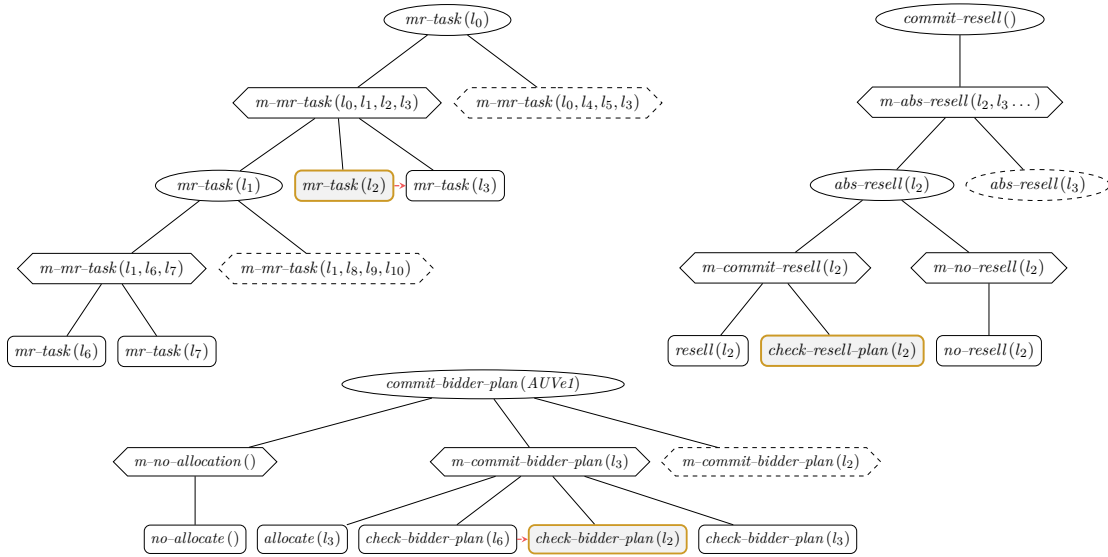 mr–task(l₀)
commit–resell()
m–mr–task(l₀, l₁, l₂, l₃)
m–mr–task(l₀, l₄, l₅, l₃)
m–abs–resell(l₂, l₃ . . .)
mr–task(l₁)
mr–task(l₂)
mr–task(l₃)
abs–resell(l₂)
abs–resell(l₃)
m–mr–task(l₁, l₆, l₇)
m–mr–task(l₁, l₈, l₉, l₁₀)
m–commit–resell(l₂)
m–no–resell(l₂)
mr–task(l₆)
mr–task(l₇)
resell(l₂)
check–resell–plan(l₂)
no–resell(l₂)
commit–bidder–plan(AUVe1)
m–no–allocation()
m–commit–bidder–plan(l₃)
m–commit–bidder–plan(l₂)
no–allocate()
allocate(l₃)
check–bidder–plan(l₆)
check–bidder–plan(l₂)
check–bidder–plan(l₃)